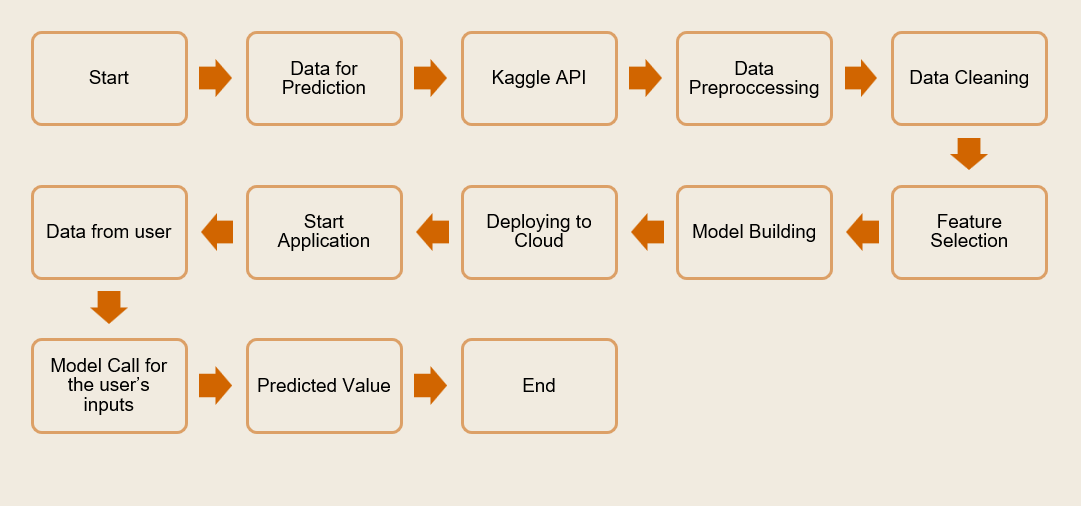 Start
Data for
Prediction
Kaggle API
Data
Preproccessing
Data Cleaning
Feature
Selection
Model Building
Deploying to
Cloud
Start
Application
Data from user
Model Call for
the user’s
inputs
Predicted Value
End